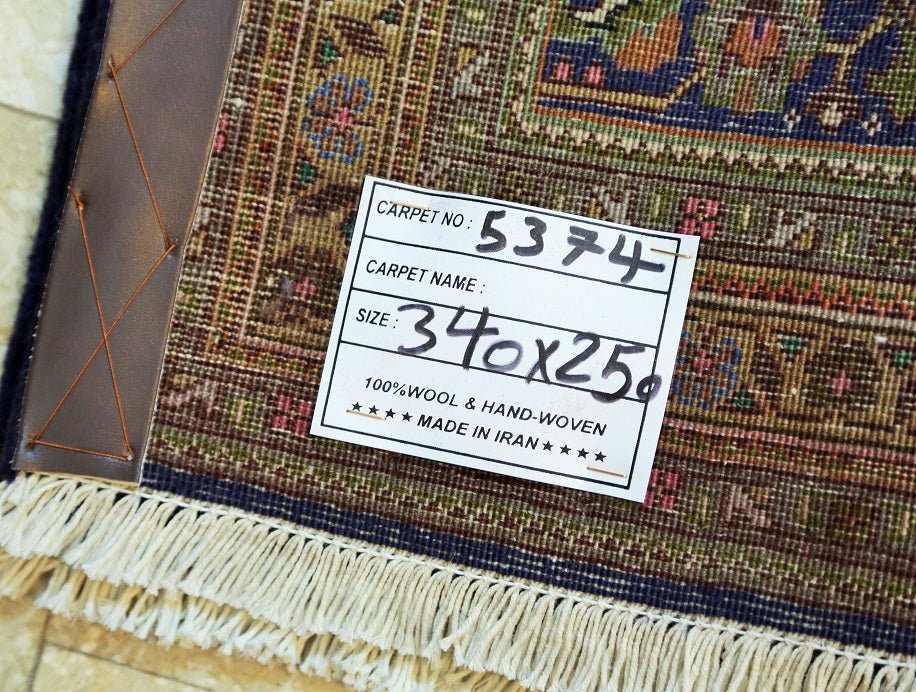 CARPET NO : 5374
CARPET NAME :
SIZE : 340x250
100%WOOL & HAND-WOVEN
★★★★ MADE IN IRAN ★★★★